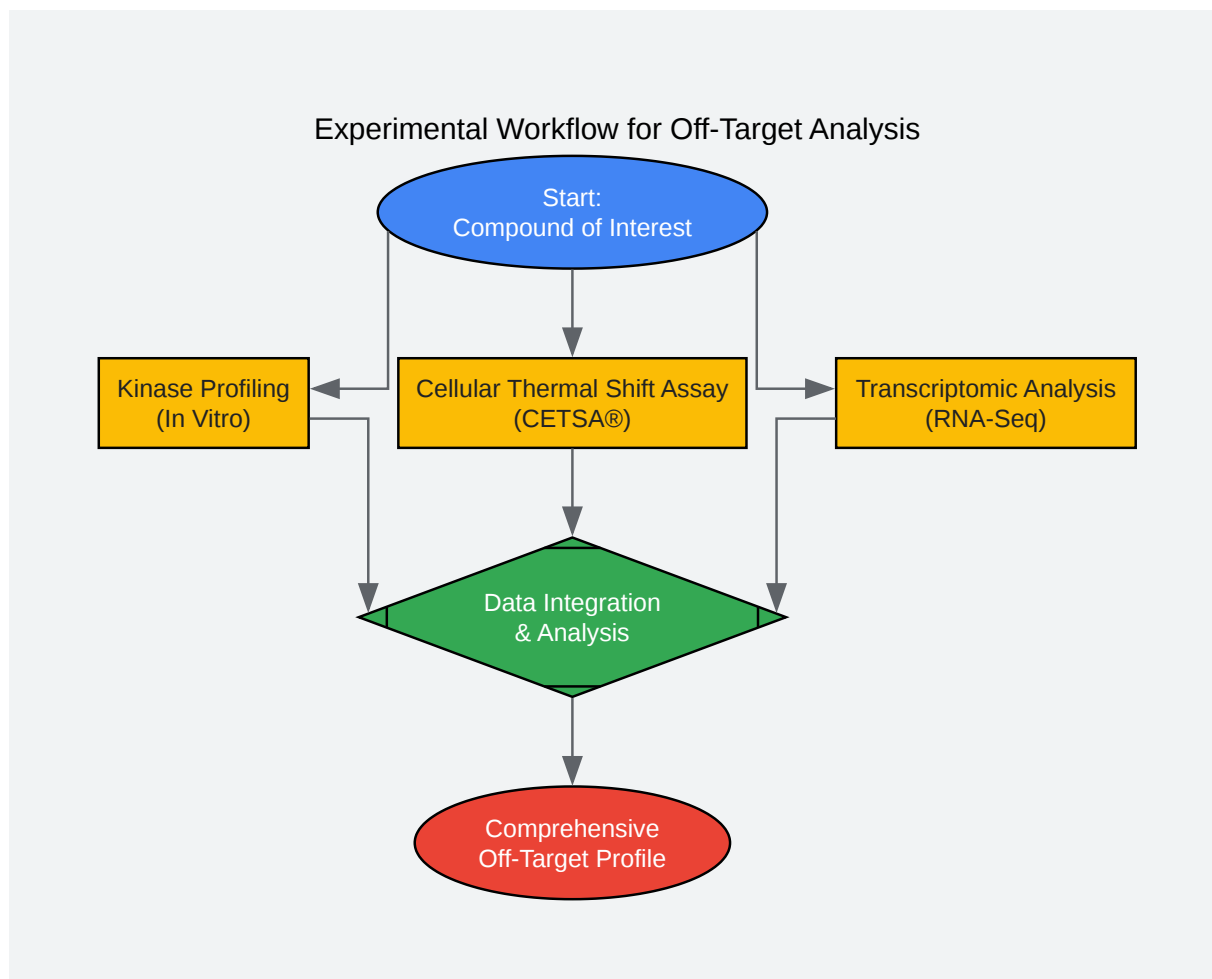 Experimental Workflow for Off-Target Analysis
Start:
Compound of Interest
Kinase Profiling
(In Vitro)
Cellular Thermal Shift Assay
(CETSA®)
Transcriptomic Analysis
(RNA-Seq)
Data Integration
& Analysis
Comprehensive
Off-Target Profile